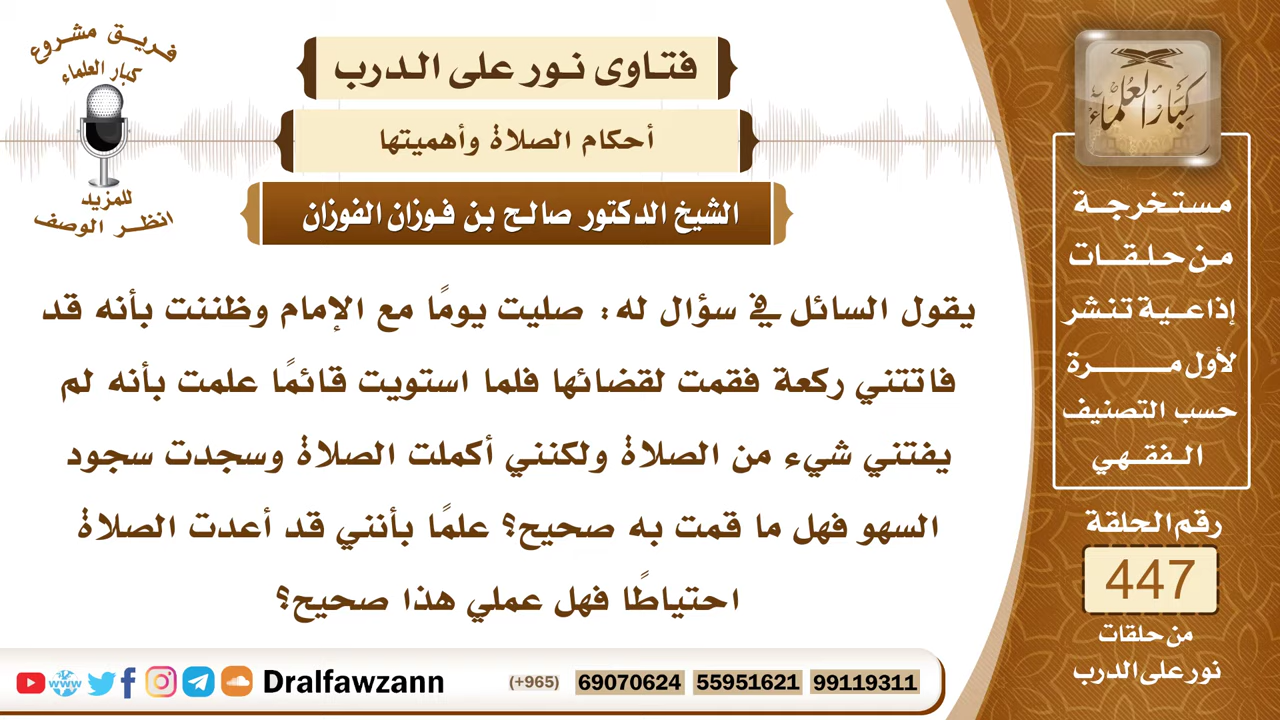 فريق مشروع
كبار العلماء
للمزيد
انظر الوصف
فتاوى نور على الدرب
أحكام الصلاة وأهميتها
الشيخ الدكتور صالح بن فوزان الفوزان
يقول السائل في سؤال له: صليت يومًا مع الإمام وظننت بأنه قد
فاتتني ركعة فقمت لقضائها فلما استويت قائمًا علمت بأنه لم
يفتني شيء من الصلاة ولكنني أكملت الصلاة وسجدت سجود
السهو فهل ما قمت به صحيح؟ علمًا بأنني قد أعدت الصلاة
احتياطًا فهل عملي هذا صحيح؟
كبار العلماء
مستخرجة
من حلقات
إذاعية تنشر
لأول مرة
حسب التصنيف
الفقهي
رقم الحلقة
447
من حلقات
نور على الدرب
www
Dralfawzann
(+965) 69070624 55951621 99119311